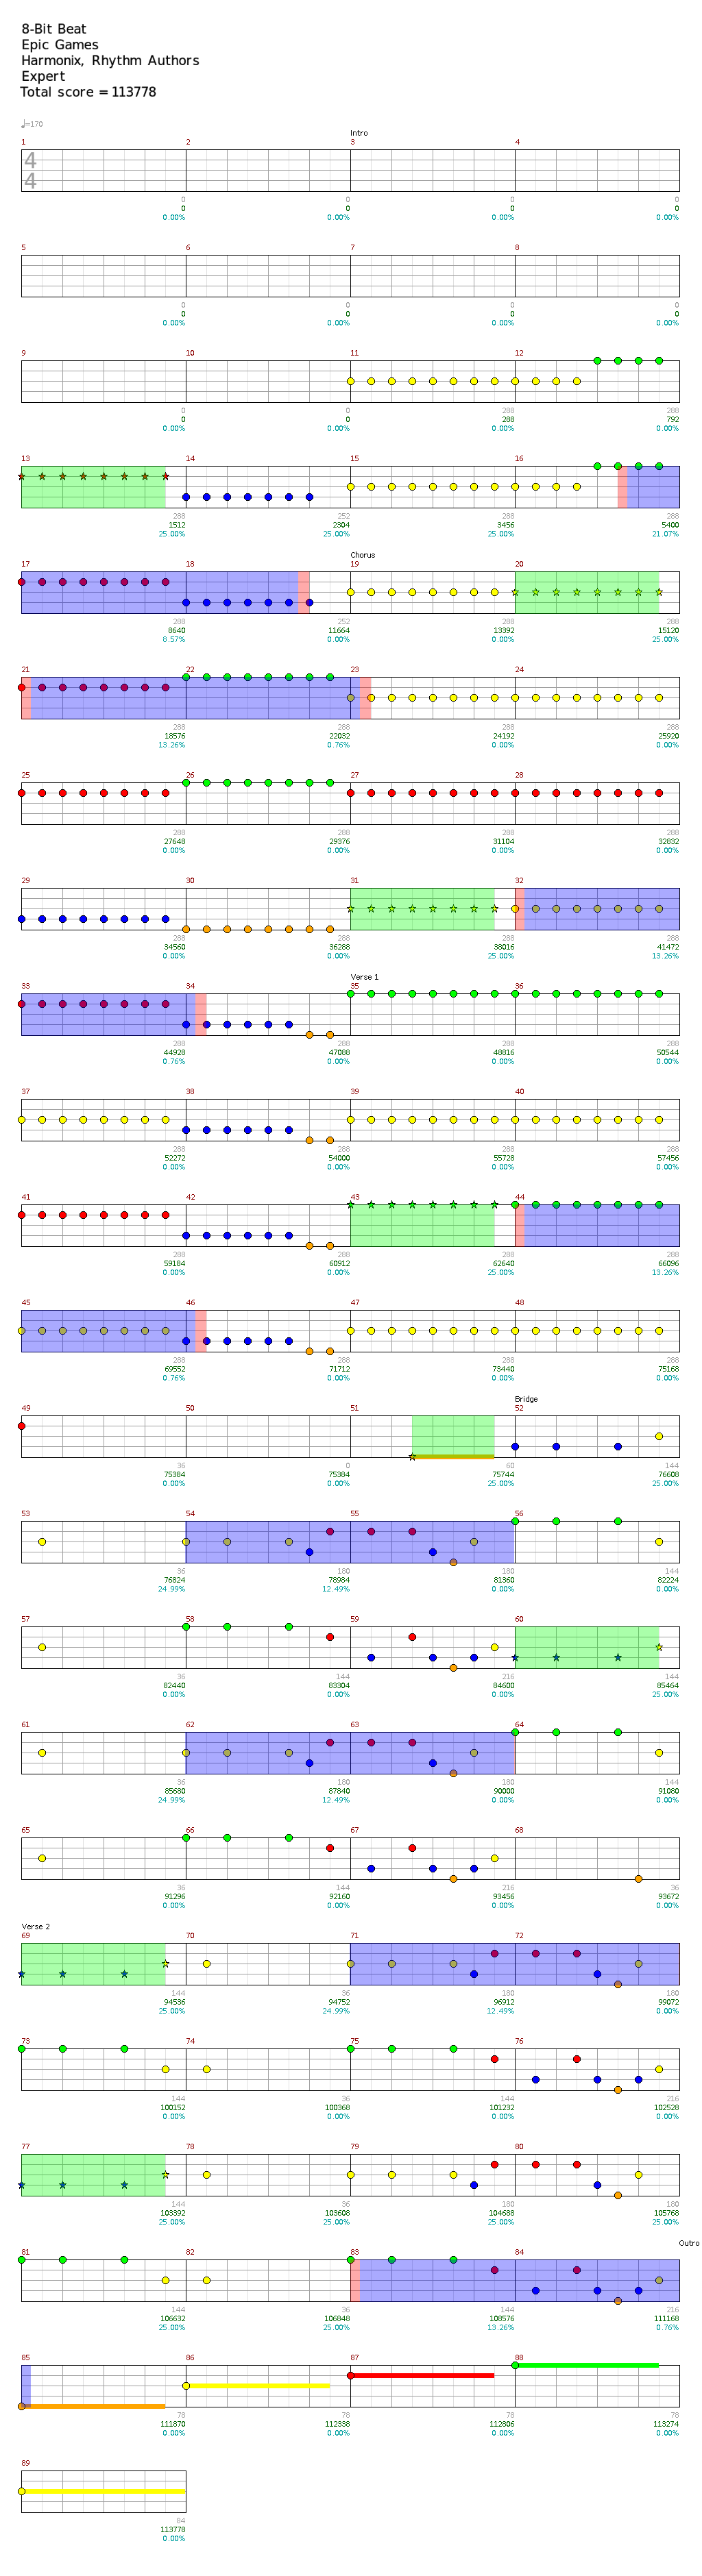 8-Bit Beat
Epic Games
Harmonix, Rhythm Authors
Expert
Total score = 113778
♩=170
Intro
1 2 3 4
4
4
0 0 0 0
0 0 0 0
0.00% 0.00% 0.00% 0.00%
5 6 7 8
0 0 0 0
0 0 0 0
0.00% 0.00% 0.00% 0.00%
9 10 11 12
0 0 288 288
0 0 288 792
0.00% 0.00% 0.00% 0.00%
13 14 15 16
288 252 288 288
1512 2304 3456 5400
25.00% 25.00% 25.00% 21.07%
Chorus
17 18 19 20
288 252 288 288
8640 11664 13392 15120
8.57% 0.00% 0.00% 25.00%
21 22 23 24
288 288 288 288
18576 22032 24192 25920
13.26% 0.76% 0.00% 0.00%
25 26 27 28
288 288 288 288
27648 29376 31104 32832
0.00% 0.00% 0.00% 0.00%
29 30 31 32
288 288 288 288
34560 36288 38016 41472
0.00% 0.00% 25.00% 13.26%
Verse 1
33 34 35 36
288 288 288 288
44928 47088 48816 50544
0.76% 0.00% 0.00% 0.00%
37 38 39 40
288 288 288 288
52272 54000 55728 57456
0.00% 0.00% 0.00% 0.00%
41 42 43 44
288 288 288 288
59184 60912 62640 66096
0.00% 0.00% 25.00% 13.26%
45 46 47 48
288 288 288 288
69552 71712 73440 75168
0.76% 0.00% 0.00% 0.00%
Bridge
49 50 51 52
36 0 60 144
75384 75384 75744 76608
0.00% 0.00% 25.00% 25.00%
53 54 55 56
36 180 180 144
76824 78984 81360 82224
24.99% 12.49% 0.00% 0.00%
57 58 59 60
36 144 216 144
82440 83304 84600 85464
0.00% 0.00% 0.00% 25.00%
61 62 63 64
36 180 180 144
85680 87840 90000 91080
24.99% 12.49% 0.00% 0.00%
65 66 67 68
36 144 216 36
91296 92160 93456 93672
0.00% 0.00% 0.00% 0.00%
Verse 2
69 70 71 72
144 36 180 180
94536 94752 96912 99072
25.00% 24.99% 12.49% 0.00%
73 74 75 76
144 36 144 216
100152 100368 101232 102528
0.00% 0.00% 0.00% 0.00%
77 78 79 80
144 36 180 180
103392 103608 104688 105768
25.00% 25.00% 25.00% 25.00%
Outro
81 82 83 84
144 36 144 216
106632 106848 108576 111168
25.00% 25.00% 13.26% 0.76%
85 86 87 88
78 78 78 78
111870 112338 112806 113274
0.00% 0.00% 0.00% 0.00%
89
84
113778
0.00%